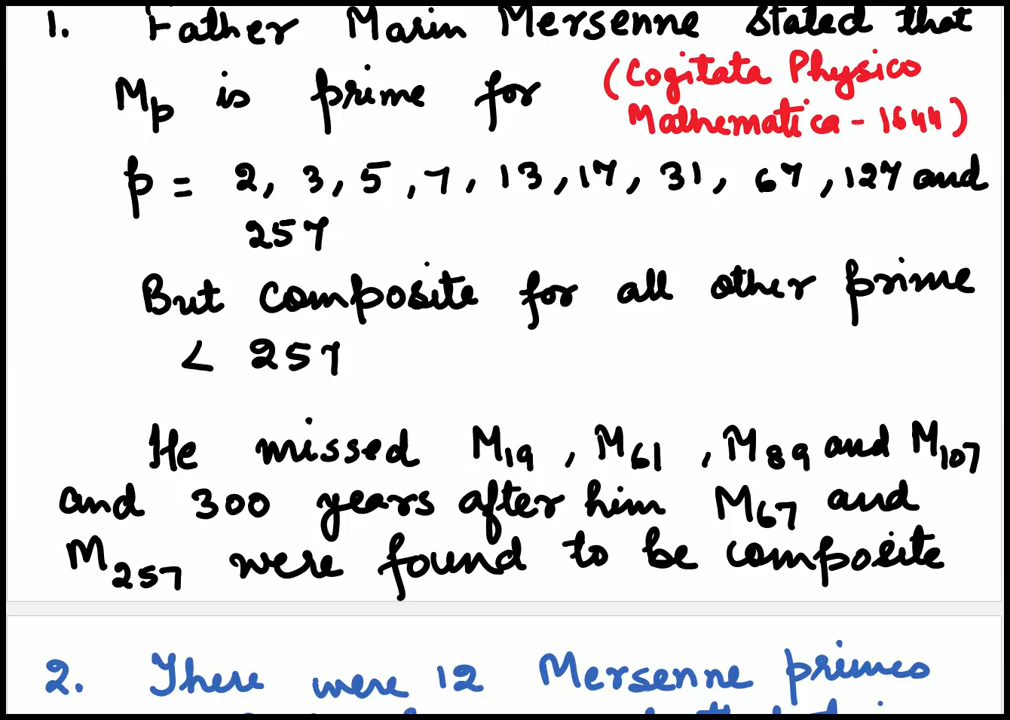 1. Father Marin Mersenne stated that
Mp is prime for (Cogitata Physico
Mathematica - 1644)
p = 2, 3, 5, 7, 13, 17, 31, 67, 127 and
257
But composite for all other prime
< 257
He missed M19, M61, M89 and M107
and 300 years after him M67 and
M257 were found to be composite
2. There were 12 Mersenne primes